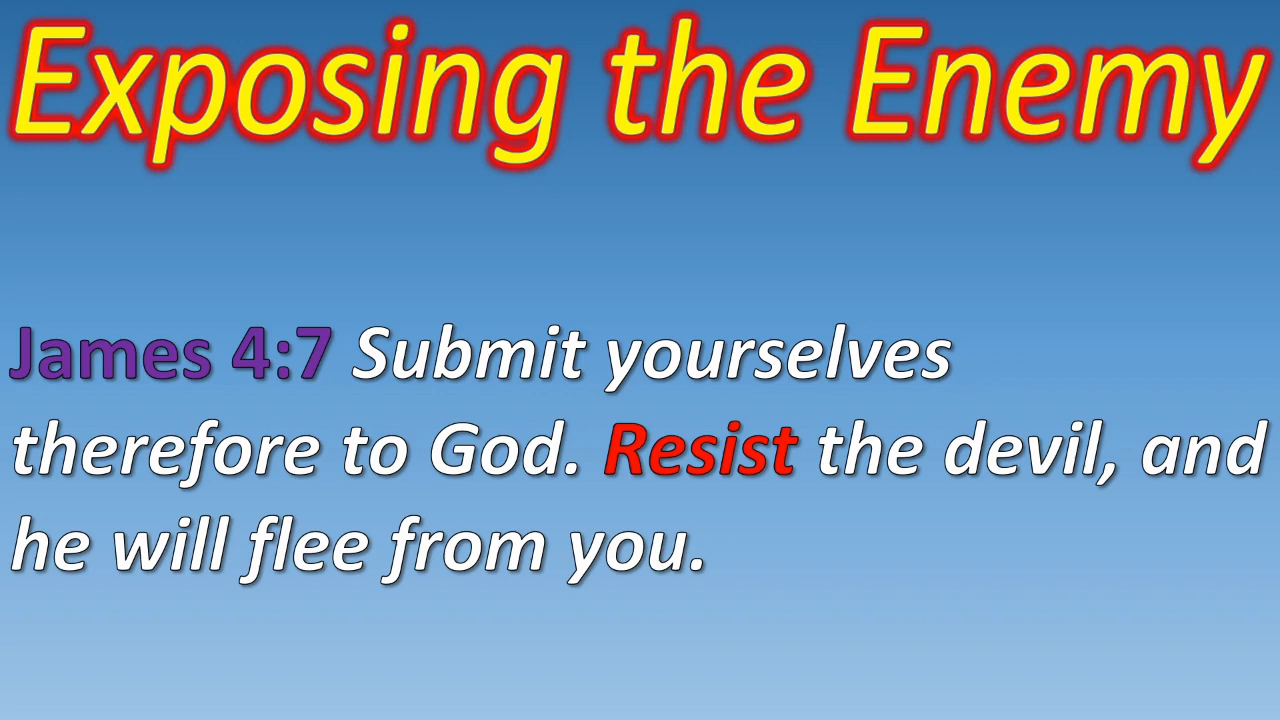 Exposing the Enemy
James 4:7 Submit yourselves
therefore to God. Resist the devil, and
he will flee from you.